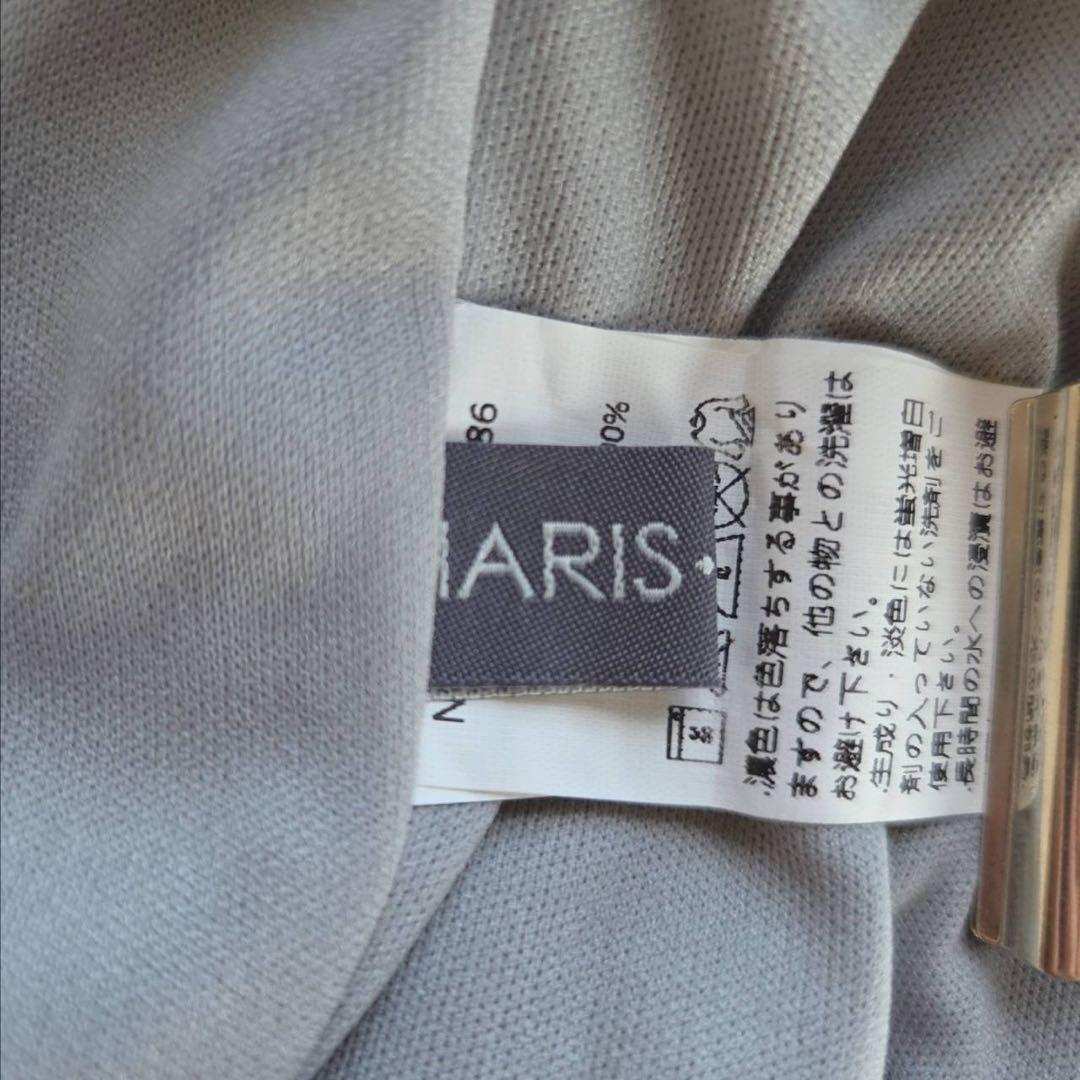 86
0%
ARIS
N
.濃色は色落ちする事があり
ますので、他の物との洗濯は
お避け下さい。
.生成り.淡色には蛍光増白
剤の入っていない洗剤をご
使用下さい。
.長時間の水への浸漬はお避